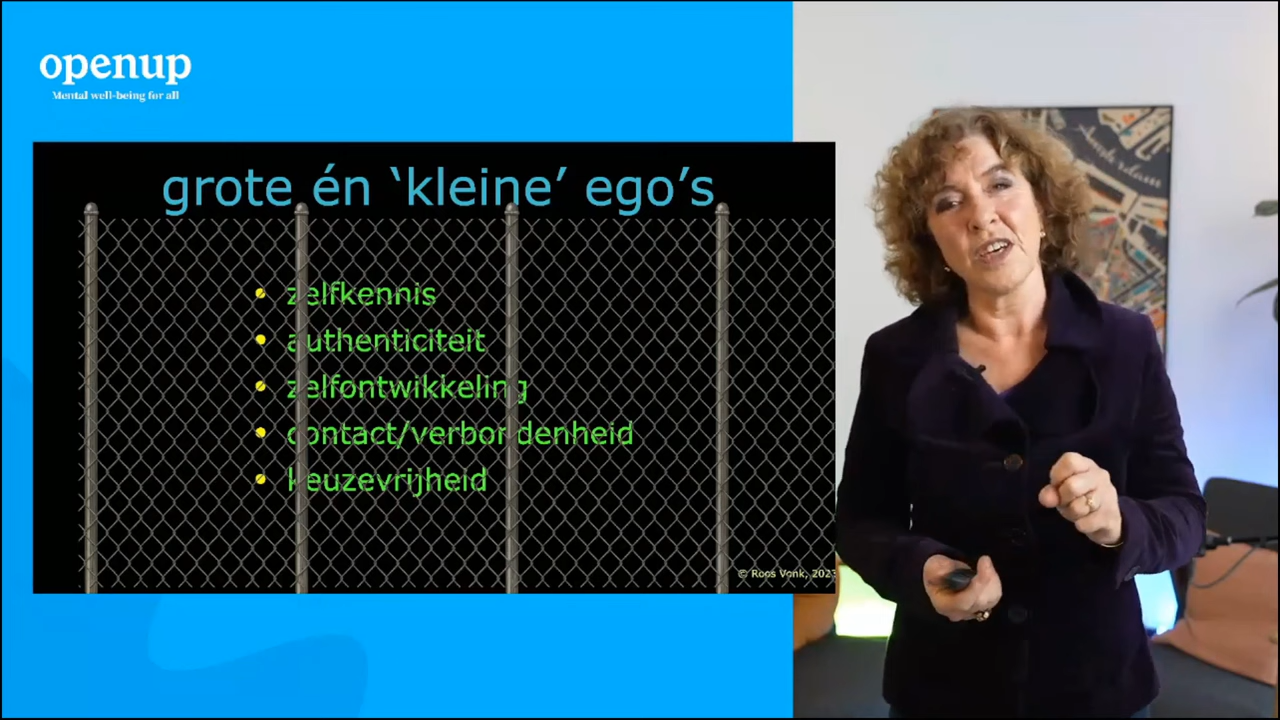 openup
Mental well-being for all
grote én ‘kleine’ ego’s
• zelfkennis
• authenticiteit
• zelfontwikkeling
• contact/verbondenheid
• keuzevrijheid
© Roos Vonk, 2023
Amsterdam